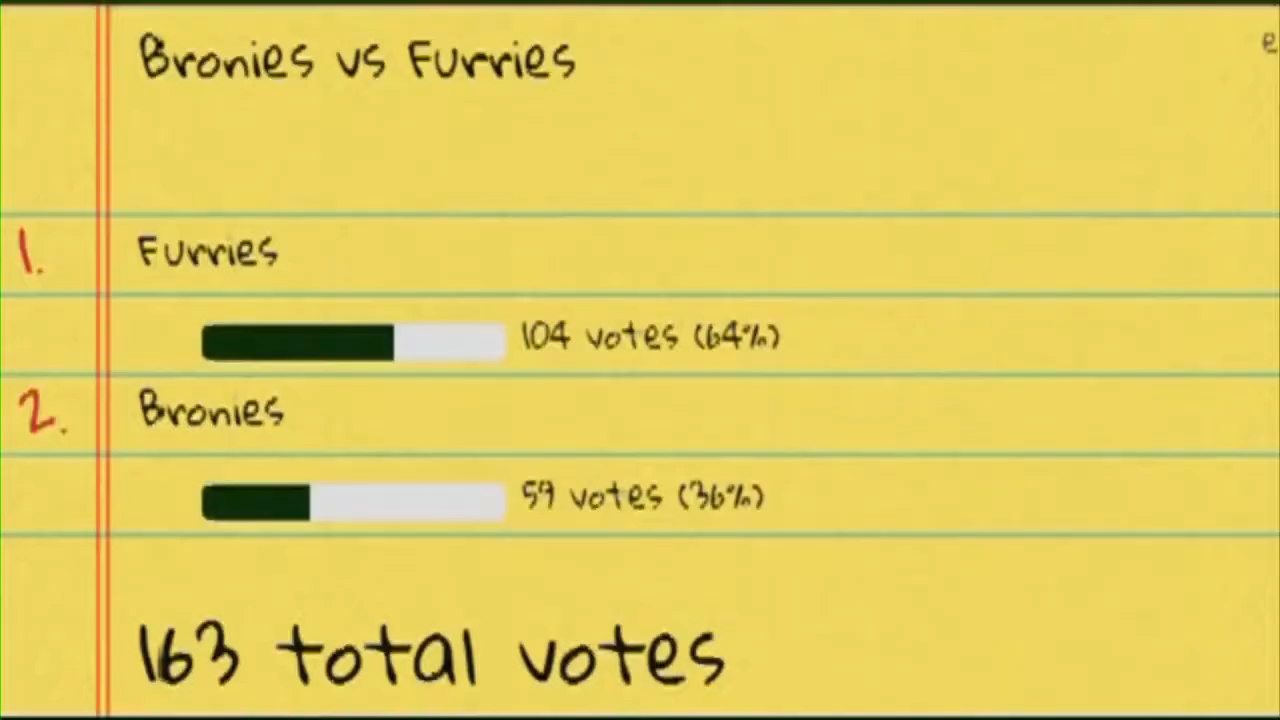 Bronies vs Furries
e
1. Furries
104 votes (64%)
2. Bronies
59 votes (36%)
163 total votes